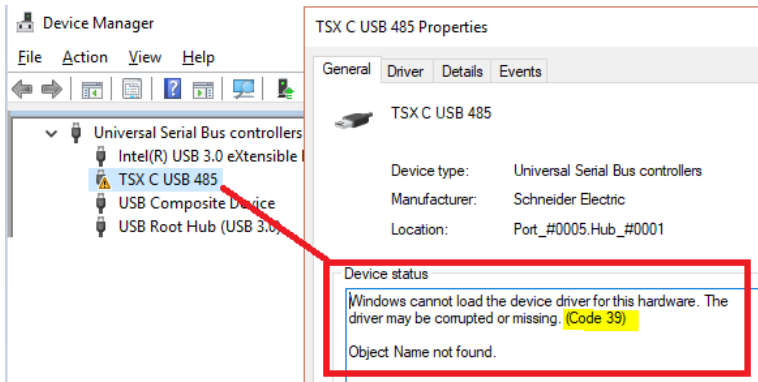 Device Manager
File Action View Help
Universal Serial Bus controllers
Intel(R) USB 3.0 eXtensible
TSX C USB 485
USB Composite Device
USB Root Hub (USB 3.0)
TSX C USB 485 Properties
General Driver Details Events
TSX C USB 485
Device type: Universal Serial Bus controllers
Manufacturer: Schneider Electric
Location: Port_#0005.Hub_#0001
Device status
Windows cannot load the device driver for this hardware. The
driver may be corrupted or missing. (Code 39)
Object Name not found.